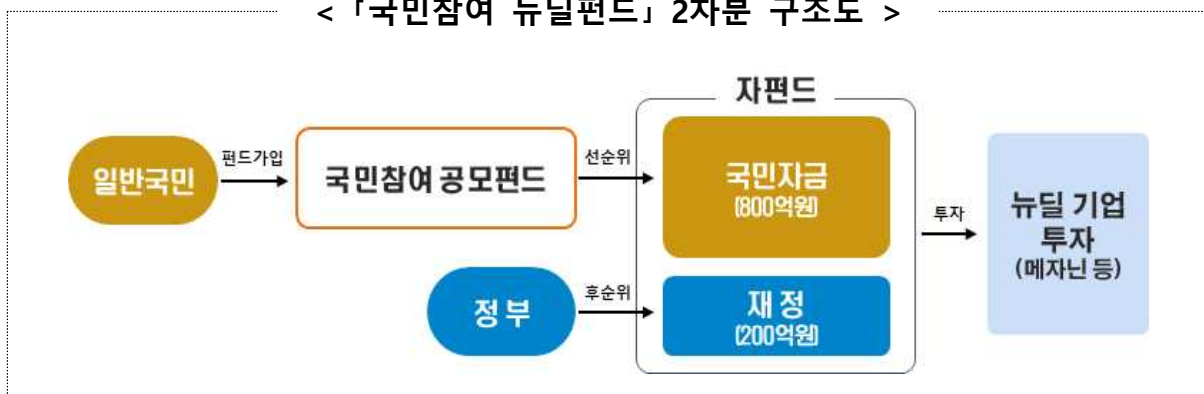 < 「국민참여 뉴딜펀드」 2차분 구조도 >
자펀드
일반국민
펀드가입
국민참여 공모펀드
선순위
국민자금
(800억원)
투자
뉴딜 기업
투자
(메자닌 등)
정 부
후순위
재 정
(200억원)